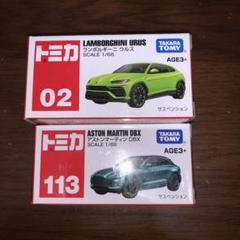 トミカ
LAMBORGHINI URUS
ランボルギーニ ウルス
SCALE 1/66
TAKARA TOMY
AGE3+
02
サスペンション
トミカ
ASTON MARTIN DBX
アストンマーティン DBX
SCALE 1/68
TAKARA TOMY
AGE3+
113
サスペンション